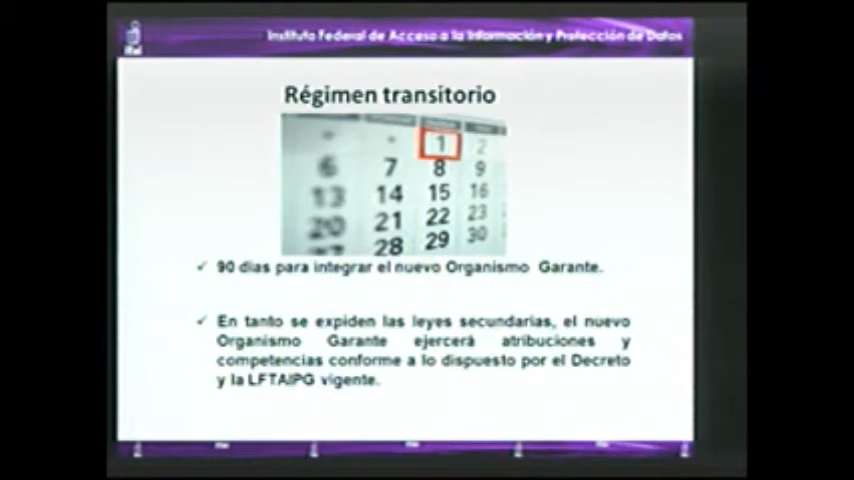 Instituto Federal de Acceso a la Información y Protección de Datos
ifai
Régimen transitorio
1 2
6 7 8 9
13 14 15 16
20 21 22 23
28 29 30
✓ 90 días para integrar el nuevo Organismo Garante.
✓ En tanto se expiden las leyes secundarias, el nuevo
Organismo Garante ejercerá atribuciones y
competencias conforme a lo dispuesto por el Decreto
y la LFTAIPG vigente.